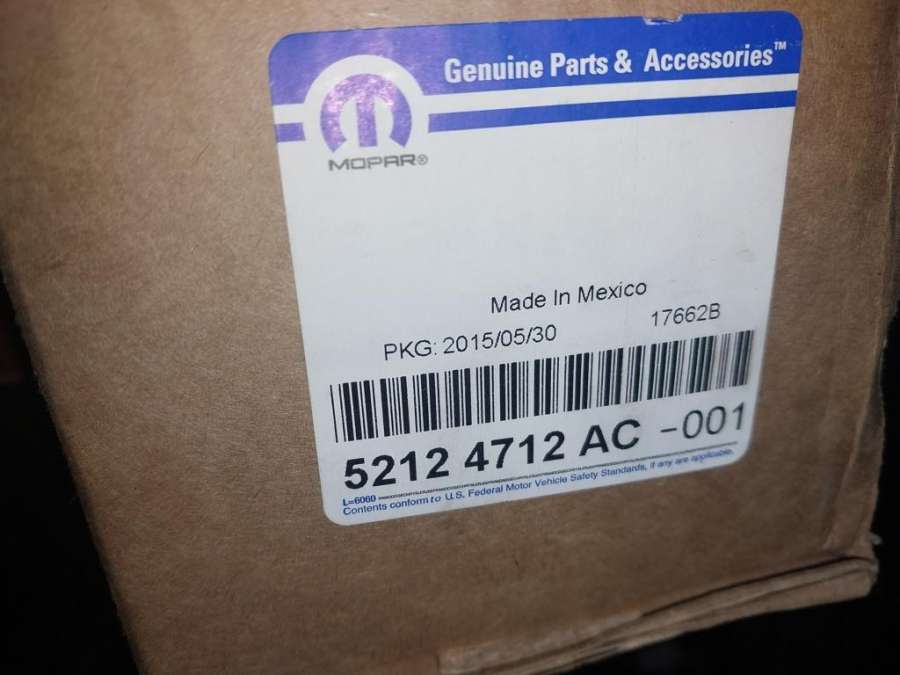 Genuine Parts & Accessories™
MOPAR®
Made In Mexico
PKG: 2015/05/30 17662B
5212 4712 AC -001
L=6060
Contents conform to U.S. Federal Motor Vehicle Safety Standards, if any are applicable.